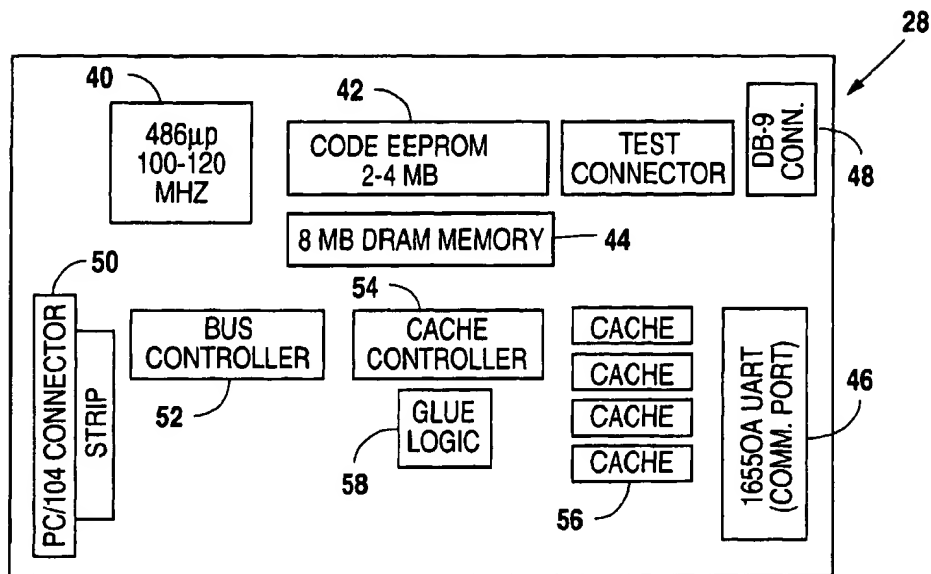 28
40
42
486µp
100-120
MHZ
CODE EEPROM
2-4 MB
TEST
CONNECTOR
DB-9
CONN.
48
8 MB DRAM MEMORY
44
50
54
PC/104 CONNECTOR
STRIP
BUS
CONTROLLER
52
CACHE
CONTROLLER
GLUE
LOGIC
58
CACHE
CACHE
CACHE
CACHE
56
1655OA UART
(COMM. PORT)
46